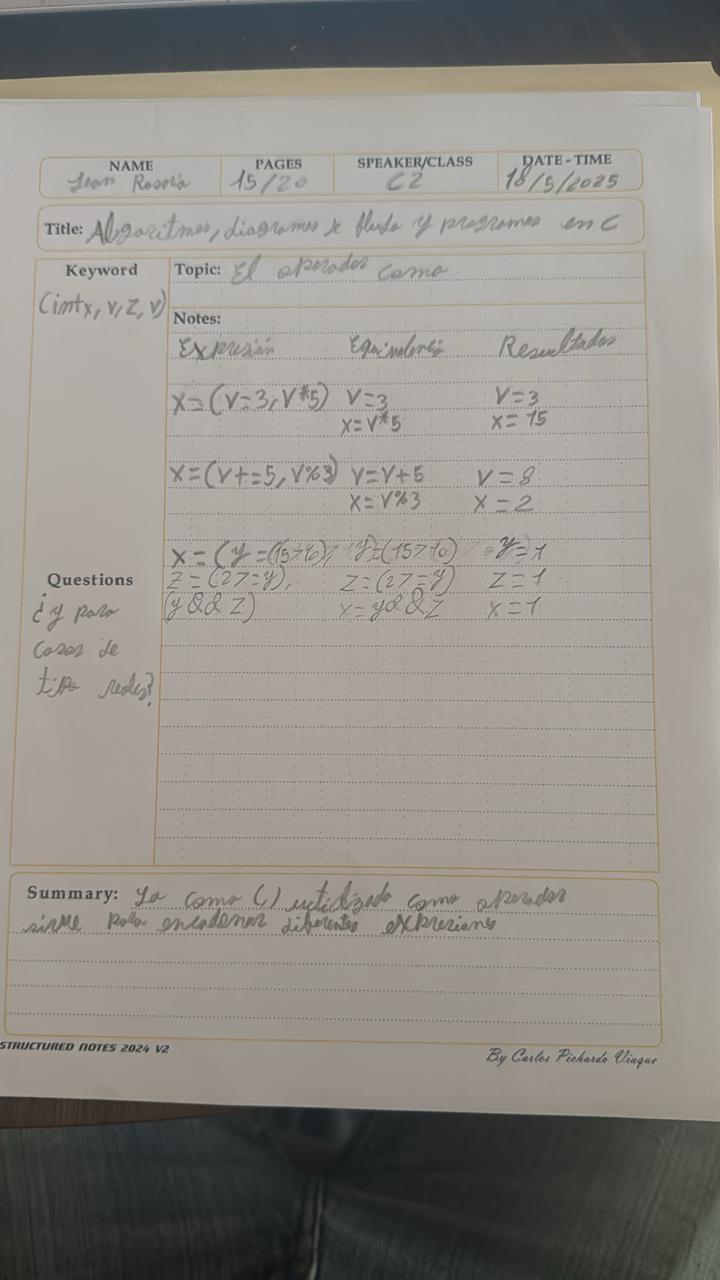 NAME PAGES SPEAKER/CLASS DATE-TIME
Jean Rosario 15/20 C2 18/5/2025
Title: Algoritmos, diagramas de flujo y programas en C
Keyword Topic: El operador coma
(int x, v, z, v)
Notes:
Expresión Equivalencia Resultados
X=(V=3, V*5) V=3 V=3
X=V*5 X=15
X=(V+=5, V%3) V=V+5 V=8
X=V%3 X=2
X=(y=(15>10), y=(15>10) y=1
Z=(2>=y), Z=(2>=y) Z=1
(y&&Z) X=y&&Z X=1
Questions
¿y para
casos de
tipo reales?
Summary: La coma (,) utilizada como operador
sirve para encadenar diferentes expresiones
STRUCTURED NOTES 2024 V2
By Carlos Pichardo Viuque